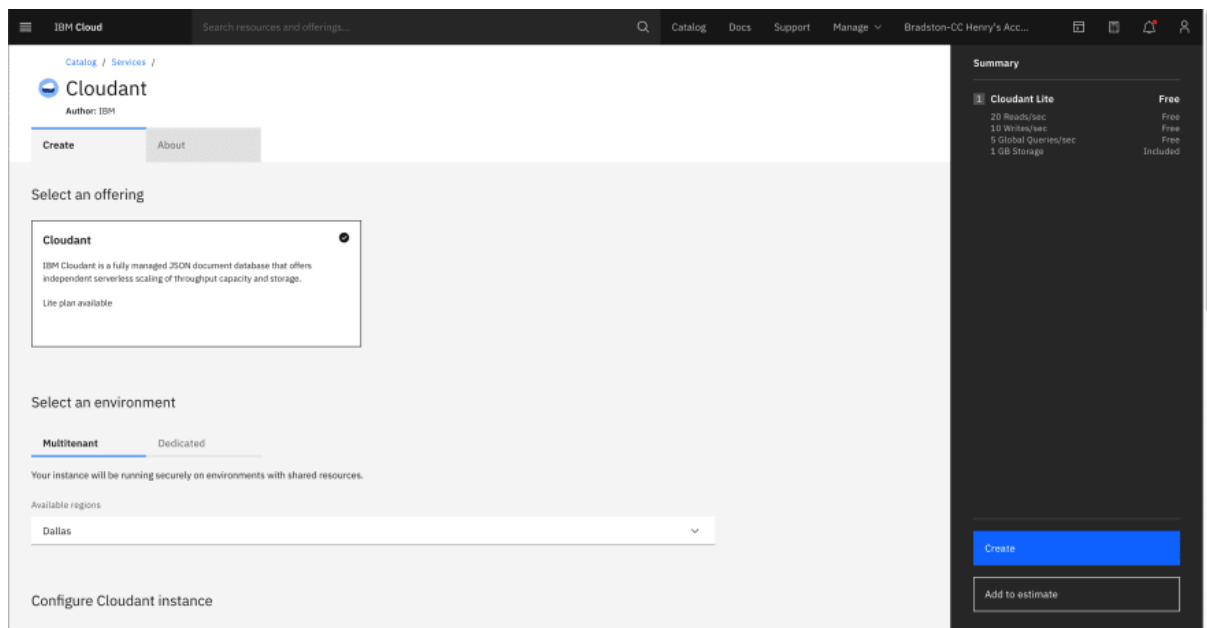 IBM Cloud
Search resources and offerings...
Catalog
Docs
Support
Manage
Bradston-CC Henry's Acc...
Catalog / Services /
Cloudant
Author: IBM
Create
About
Select an offering
Cloudant
IBM Cloudant is a fully managed JSON document database that offers
independent serverless scaling of throughput capacity and storage.
Lite plan available
Select an environment
Multitenant
Dedicated
Your instance will be running securely on environments with shared resources.
Available regions
Dallas
Configure Cloudant instance
Summary
1 Cloudant Lite Free
20 Reads/sec Free
10 Writes/sec Free
5 Global Queries/sec Free
1 GB Storage Included
Create
Add to estimate